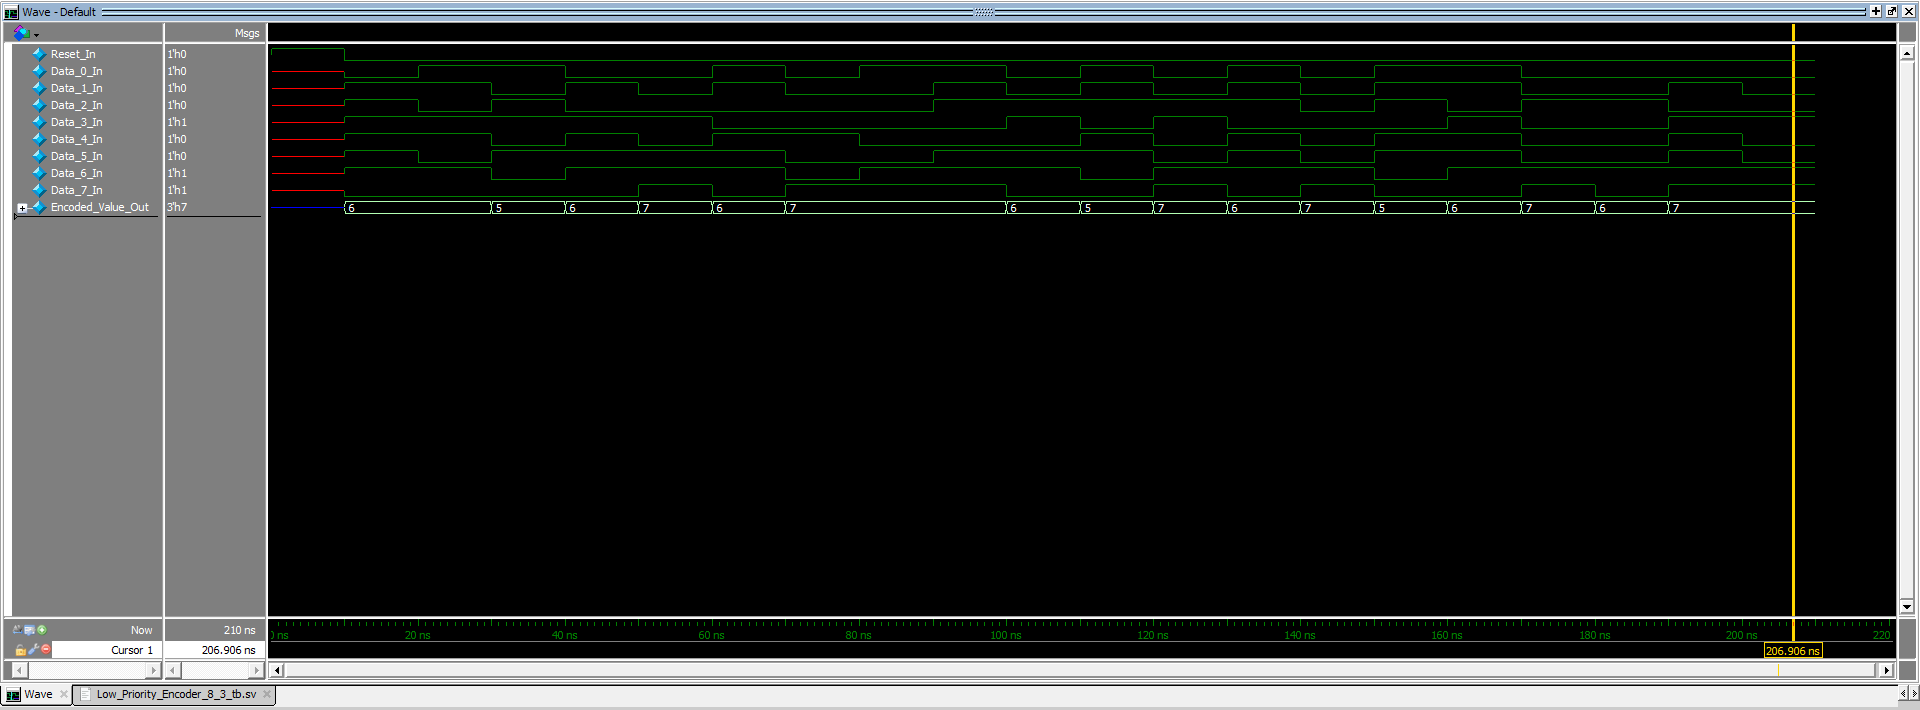 Wave - Default
Msgs
Reset_In 1'h0
Data_0_In 1'h0
Data_1_In 1'h0
Data_2_In 1'h0
Data_3_In 1'h1
Data_4_In 1'h0
Data_5_In 1'h0
Data_6_In 1'h1
Data_7_In 1'h1
Encoded_Value_Out 3'h7 6 5 6 7 6 7 6 5 7 6 7 5 6 7 6 7
Now 210 ns ns 20 ns 40 ns 60 ns 80 ns 100 ns 120 ns 140 ns 160 ns 180 ns 200 ns 220
Cursor 1 206.906 ns 206.906 ns
Wave Low_Priority_Encoder_8_3_tb.sv